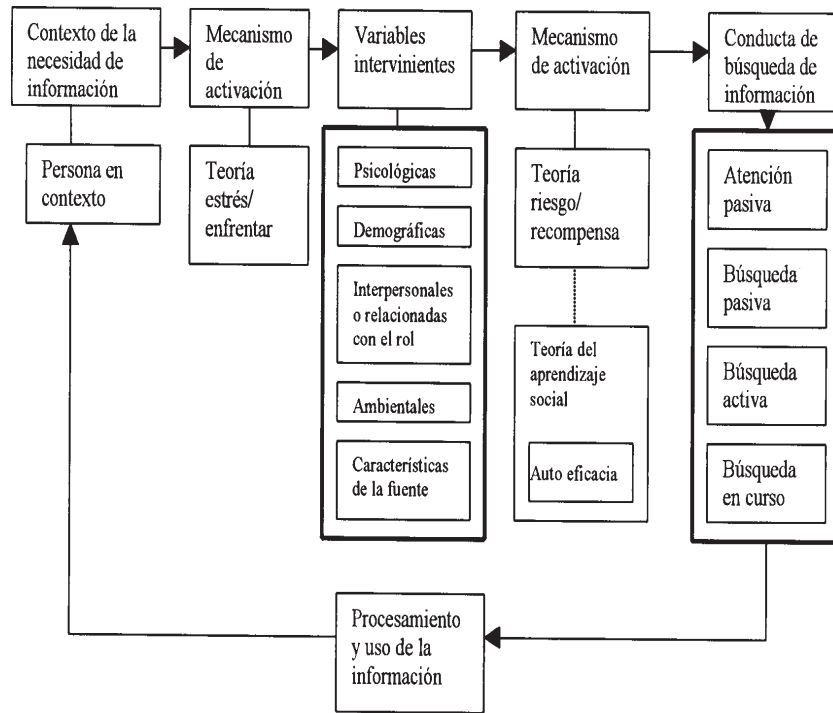 Contexto de la
necesidad de
información
Mecanismo
de
activación
Variables
intervinientes
Mecanismo
de activación
Conducta de
búsqueda de
información
Persona en
contexto
Teoría
estrés/
enfrentar
Psicológicas
Demográficas
Interpersonales
o relacionadas
con el rol
Ambientales
Características
de la fuente
Teoría
riesgo/
recompensa
Teoría del
aprendizaje
social
Auto eficacia
Atención
pasiva
Búsqueda
pasiva
Búsqueda
activa
Búsqueda
en curso
Procesamiento
y uso de la
información